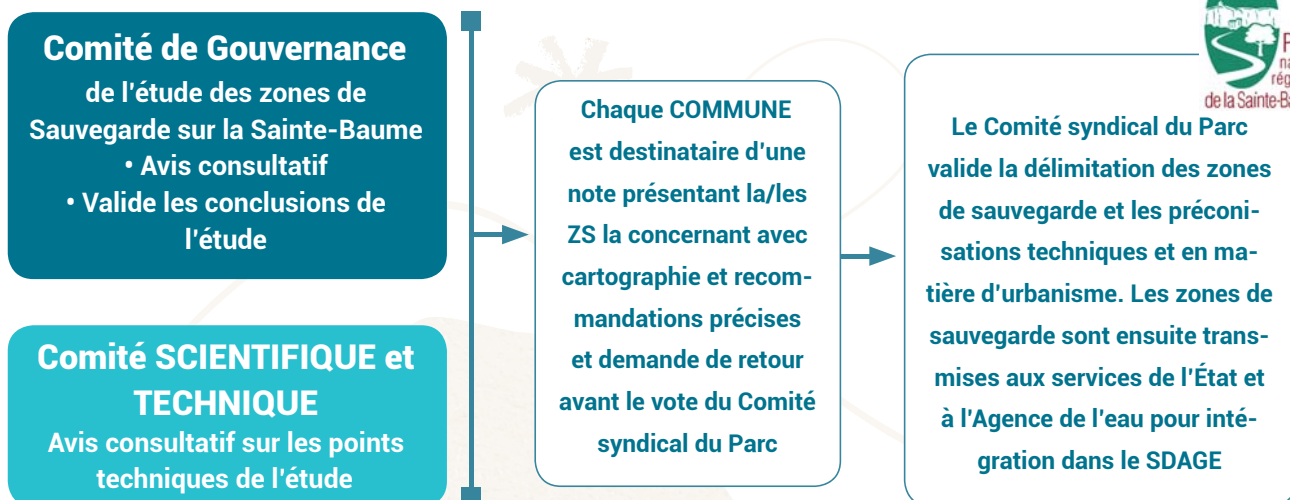 Comité de Gouvernance
de l'étude des zones de
Sauvegarde sur la Sainte-Baume
• Avis consultatif
• Valide les conclusions de
l'étude
Comité SCIENTIFIQUE et
TECHNIQUE
Avis consultatif sur les points
techniques de l'étude
Chaque COMMUNE
est destinataire d'une
note présentant la/les
ZS la concernant avec
cartographie et recom-
mandations précises
et demande de retour
avant le vote du Comité
syndical du Parc
de la Sainte-Ba
Le Comité syndical du Parc
valide la délimitation des zones
de sauvegarde et les préconi-
sations techniques et en ma-
tière d'urbanisme. Les zones de
sauvegarde sont ensuite trans-
mises aux services de l'État et
à l'Agence de l'eau pour inté-
gration dans le SDAGE